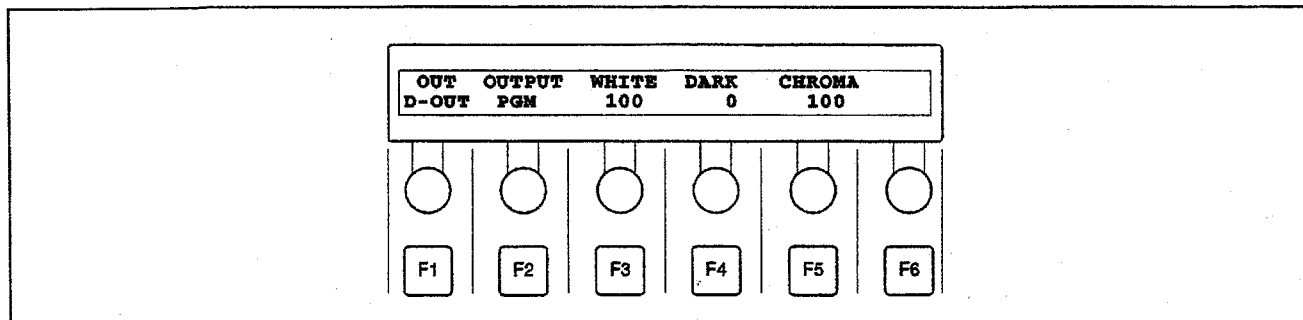 OUT OUTPUT WHITE DARK CHROMA
D-OUT PGM 100 0 100
F1 F2 F3 F4 F5 F6